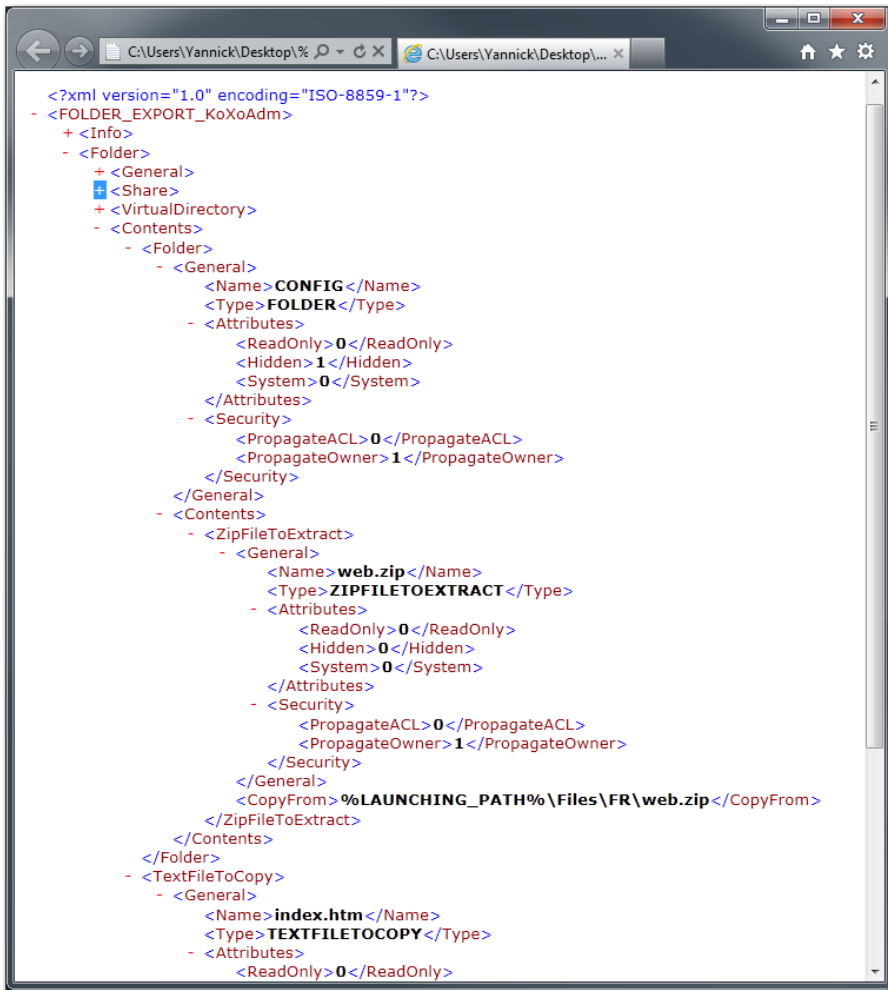 C:\Users\Yannick\Desktop\%
C:\Users\Yannick\Desktop\...
<?xml version="1.0" encoding="ISO-8859-1"?>
- <FOLDER_EXPORT_KoXoAdm>
+ <Info>
- <Folder>
+ <General>
+ <Share>
+ <VirtualDirectory>
- <Contents>
- <Folder>
- <General>
<Name>CONFIG</Name>
<Type>FOLDER</Type>
- <Attributes>
<ReadOnly>0</ReadOnly>
<Hidden>1</Hidden>
<System>0</System>
</Attributes>
- <Security>
<PropagateACL>0</PropagateACL>
<PropagateOwner>1</PropagateOwner>
</Security>
</General>
- <Contents>
- <ZipFileToExtract>
- <General>
<Name>web.zip</Name>
<Type>ZIPFILETOEXTRACT</Type>
- <Attributes>
<ReadOnly>0</ReadOnly>
<Hidden>0</Hidden>
<System>0</System>
</Attributes>
- <Security>
<PropagateACL>0</PropagateACL>
<PropagateOwner>1</PropagateOwner>
</Security>
</General>
<CopyFrom>%LAUNCHING_PATH%\Files\FR\web.zip</CopyFrom>
</ZipFileToExtract>
</Contents>
</Folder>
- <TextFileToCopy>
- <General>
<Name>index.htm</Name>
<Type>TEXTFILETOCOPY</Type>
- <Attributes>
<ReadOnly>0</ReadOnly>